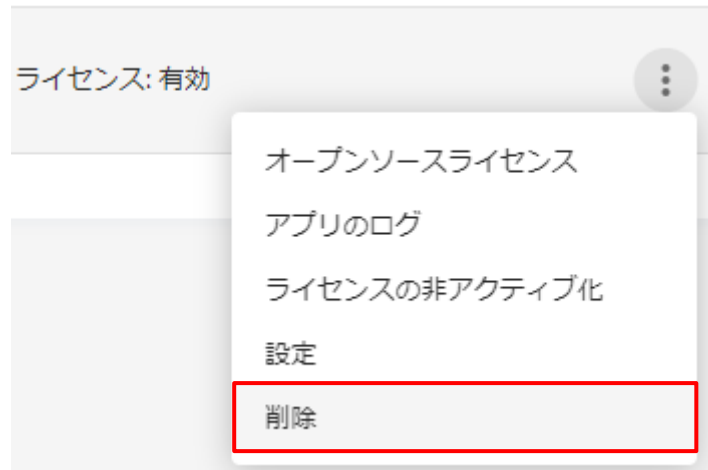 ライセンス: 有効
オープンソースライセンス
アプリのログ
ライセンスの非アクティブ化
設定
削除